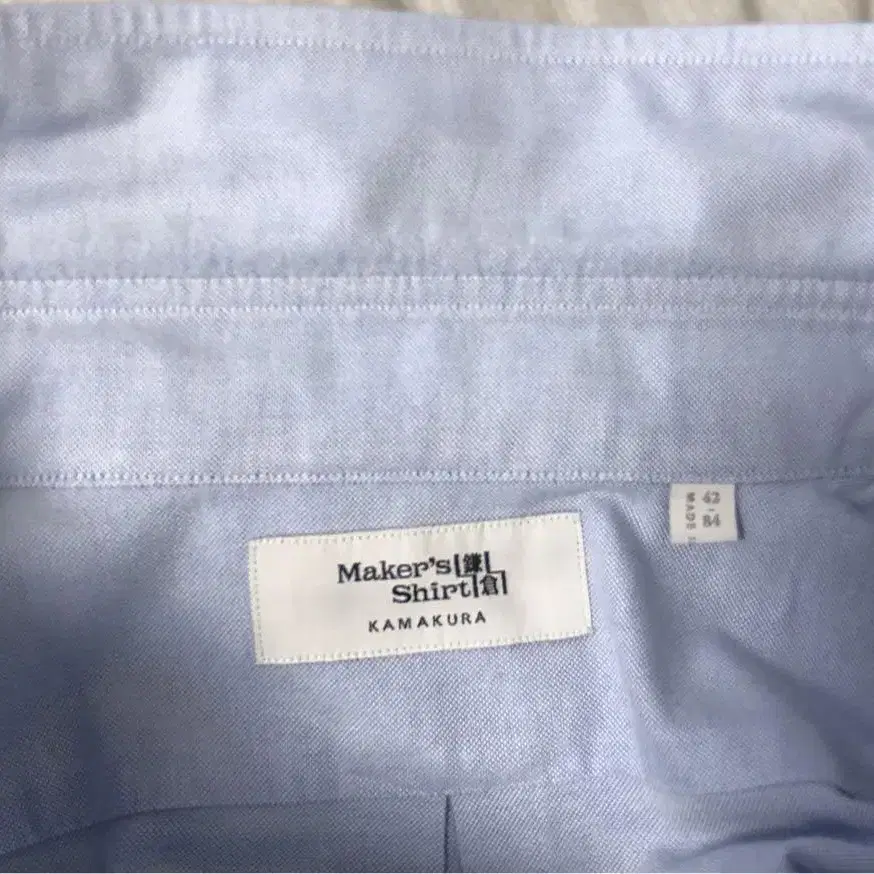 Maker's 鎌
Shirt 倉
KAMAKURA
42
-
84
MADE